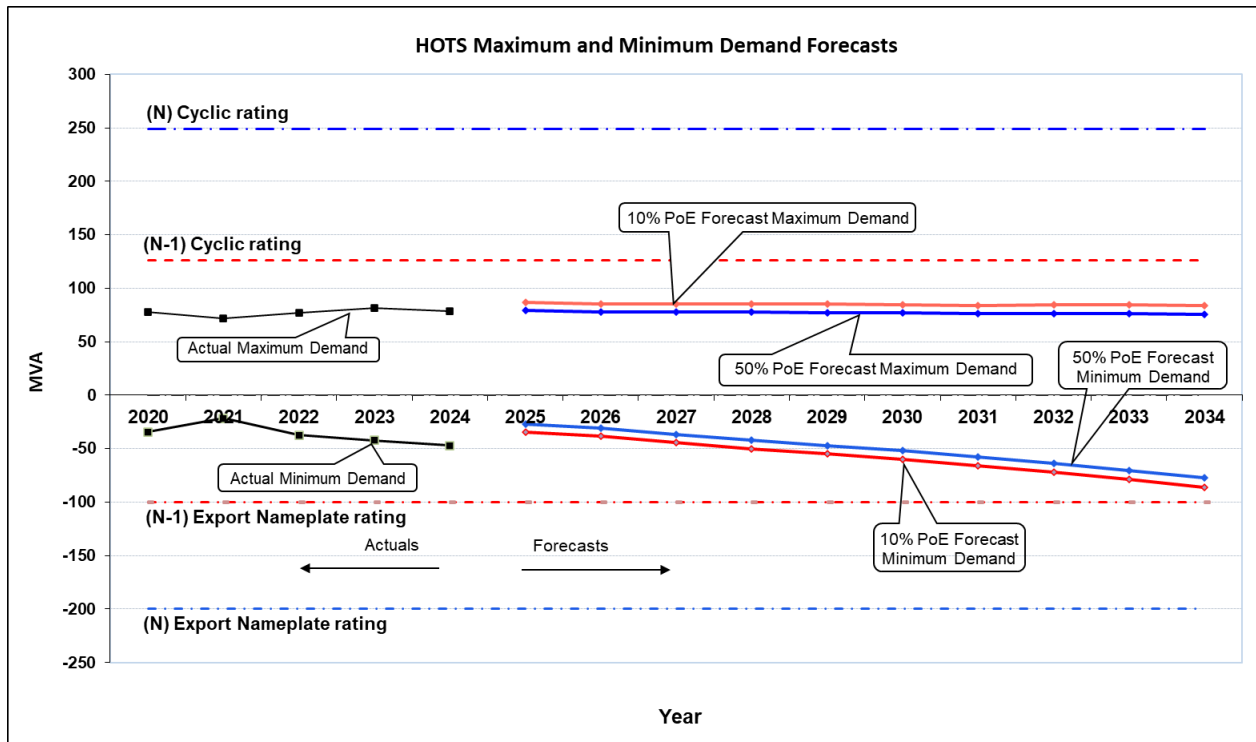 HOTS Maximum and Minimum Demand Forecasts
300
250
200
150
100
50
0
-50
-100
-150
-200
-250
MVA
(N) Cyclic rating
10% PoE Forecast Maximum Demand
(N-1) Cyclic rating
Actual Maximum Demand
50% PoE Forecast Maximum Demand
50% PoE Forecast
Minimum Demand
2020 2021 2022 2023 2024 2025 2026 2027 2028 2029 2030 2031 2032 2033 2034
Actual Minimum Demand
(N-1) Export Nameplate rating
10% PoE Forecast
Minimum Demand
Actuals
Forecasts
(N) Export Nameplate rating
Year